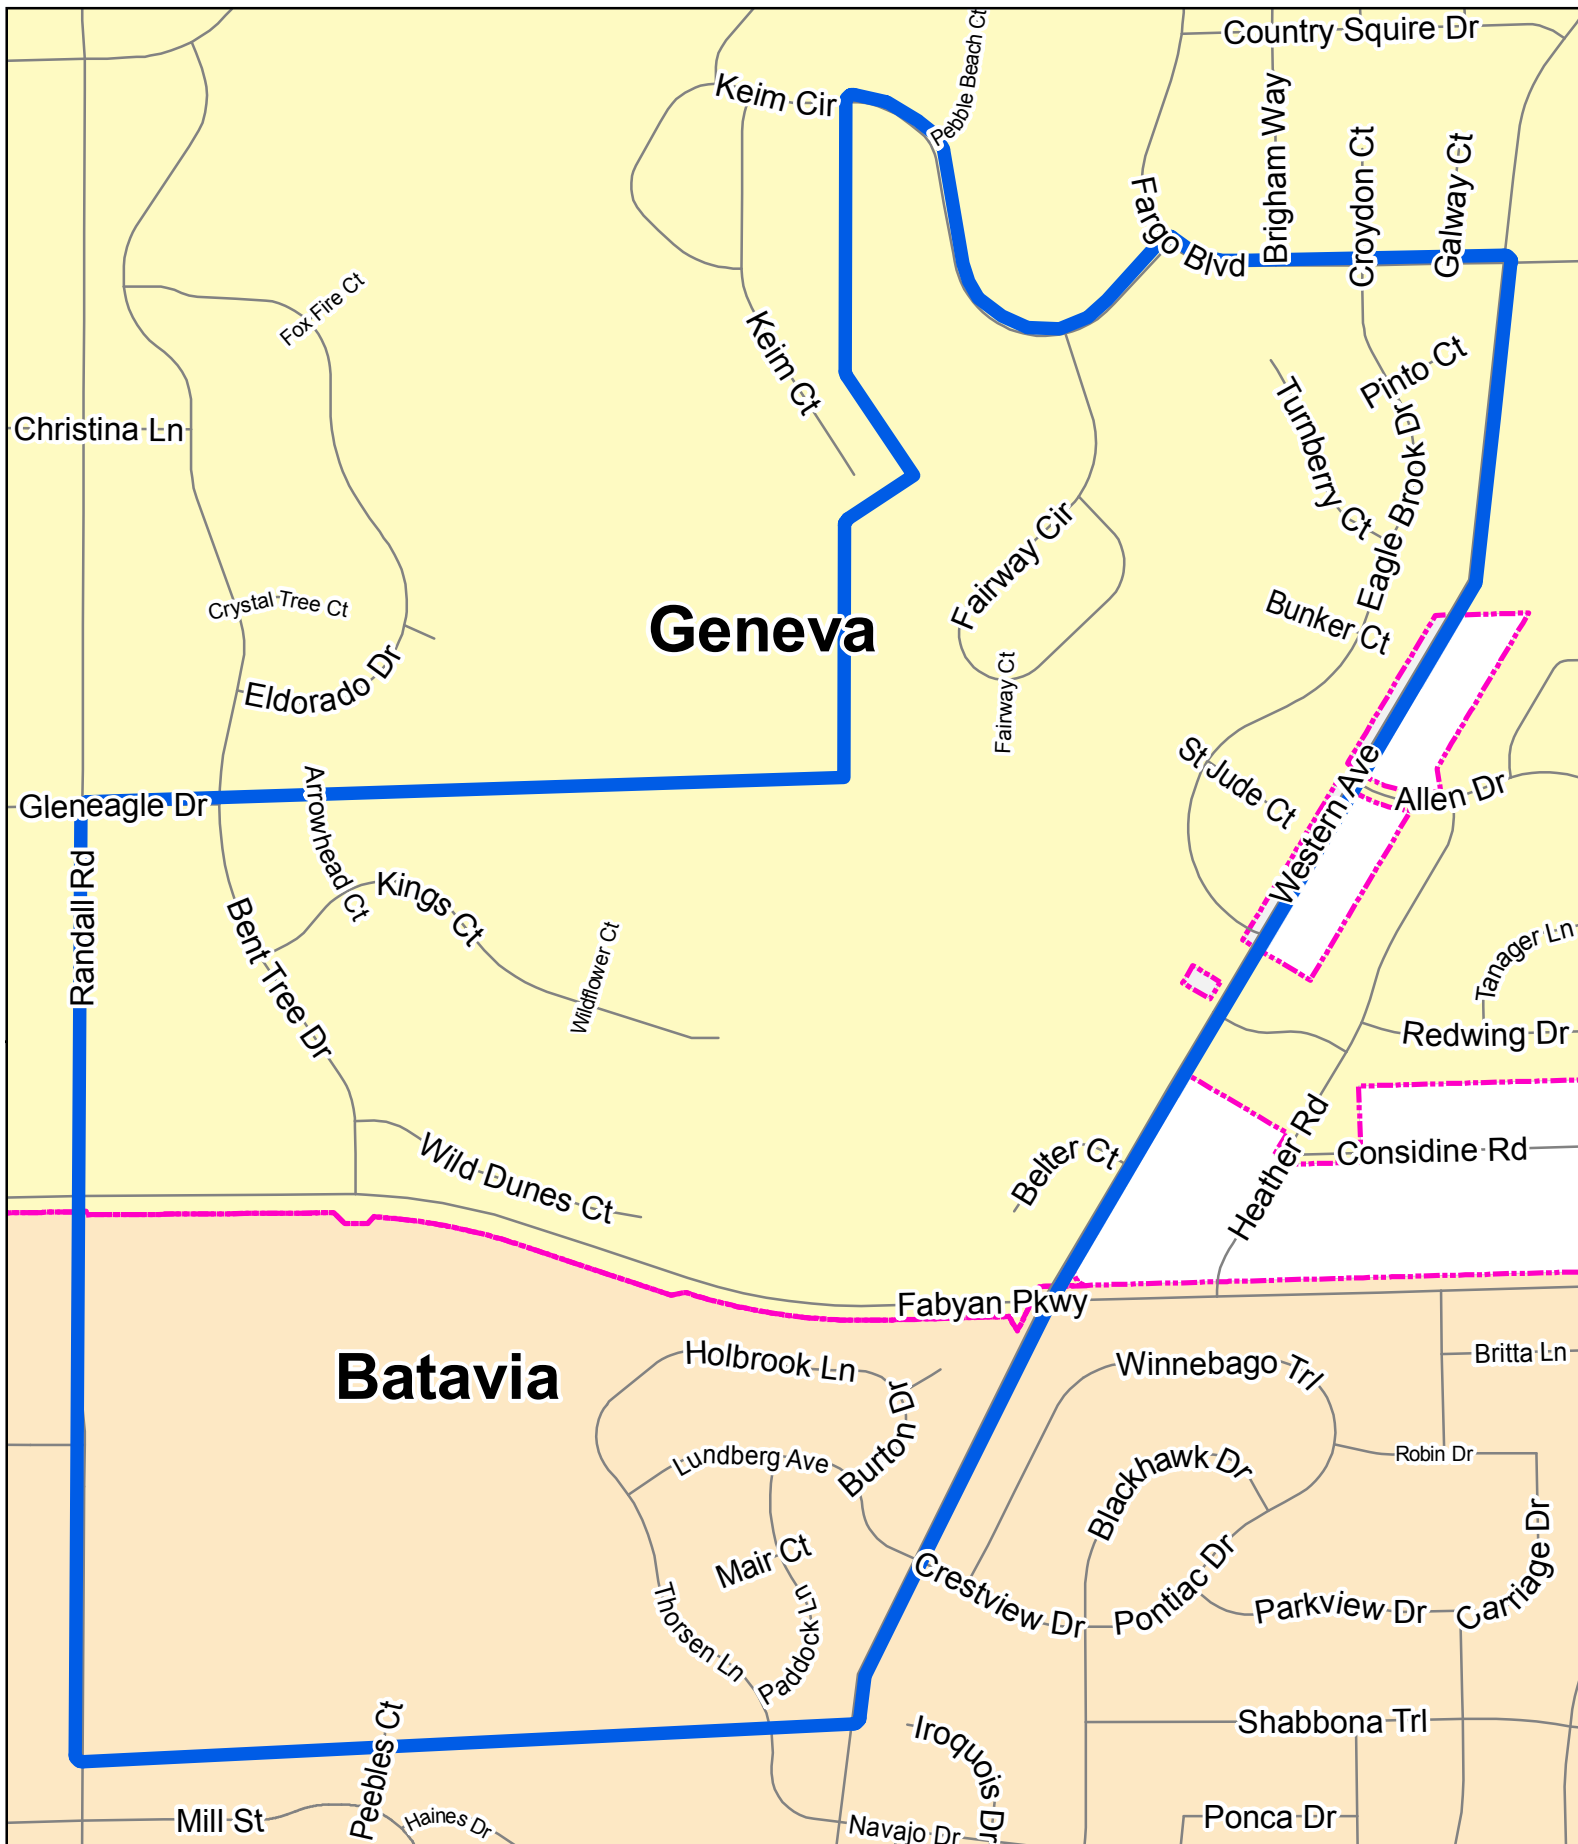 Country Squire Dr
Pebble Beach Ct
Keim Cir
Brigham Way
Croydon Ct
Galway Ct
Fargo Blvd
Fox Fire Ct
Keim Ct
Pinto Ct
Turnberry Ct
Christina Ln
Eagle Brook Dr
Fairway Cir
Crystal Tree Ct
Geneva
Bunker Ct
Eldorado Dr
Fairway Ct
St Jude Ct
Western Ave
Allen Dr
Gleneagle Dr
Arrowhead Ct
Randall Rd
Kings Ct
Bent Tree Dr
Wildflower Ct
Tanager Ln
Redwing Dr
Wild Dunes Ct
Belter Ct
Heather Rd
Considine Rd
Fabyan Pkwy
Batavia
Holbrook Ln
Winnebago Trl
Britta Ln
Burton Dr
Lundberg Ave
Blackhawk Dr
Robin Dr
Mair Ct
Crestview Dr
Pontiac Dr
Parkview Dr
Carriage Dr
Thorsen Ln
Paddock Ln
Peebles Ct
Iroquois Dr
Shabbona Trl
Mill St
Haines Dr
Navajo Dr
Ponca Dr